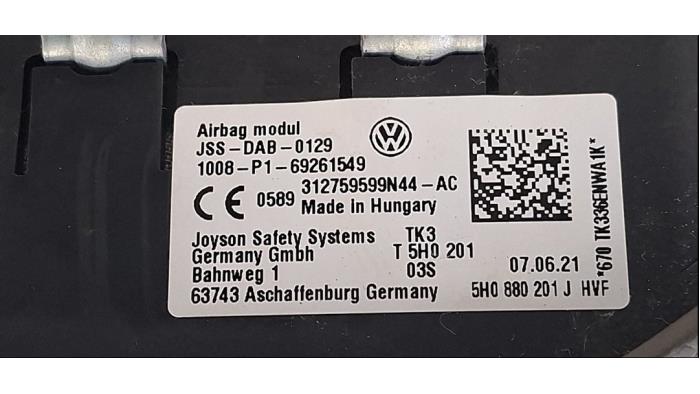 Airbag modul
JSS-DAB-0129
1008-P1-69261549
312759599N44-AC
CE 0589 Made In Hungary
Joyson Safety Systems TK3
Germany Gmbh T 5H0 201
Bahnweg 1 03S 07.06.21
63743 Aschaffenburg Germany 5H0 880 201 J HVF
*670 TK336ENWA1K*